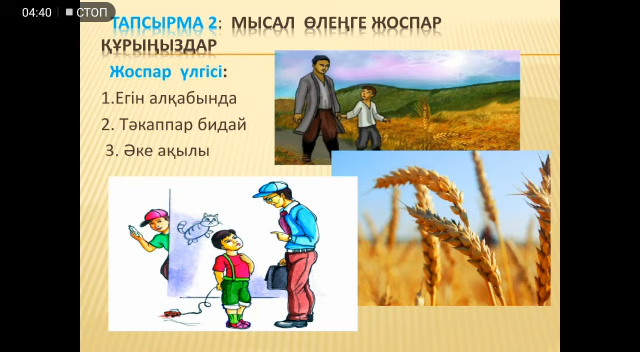 04:40 ■ СТОП
ТАПСЫРМА 2: МЫСАЛ ӨЛЕҢГЕ ЖОСПАР
ҚҰРЫҢЫЗДАР
Жоспар үлгісі:
1.Егін алқабында
2. Тәкаппар бидай
3. Әке ақылы